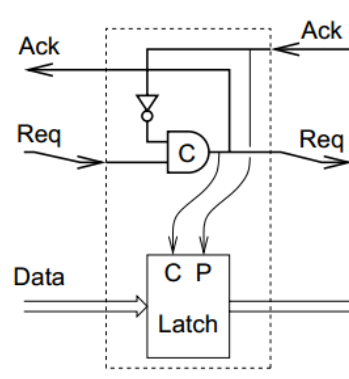 Ack
Ack
Req
C
Req
Data
C P
Latch